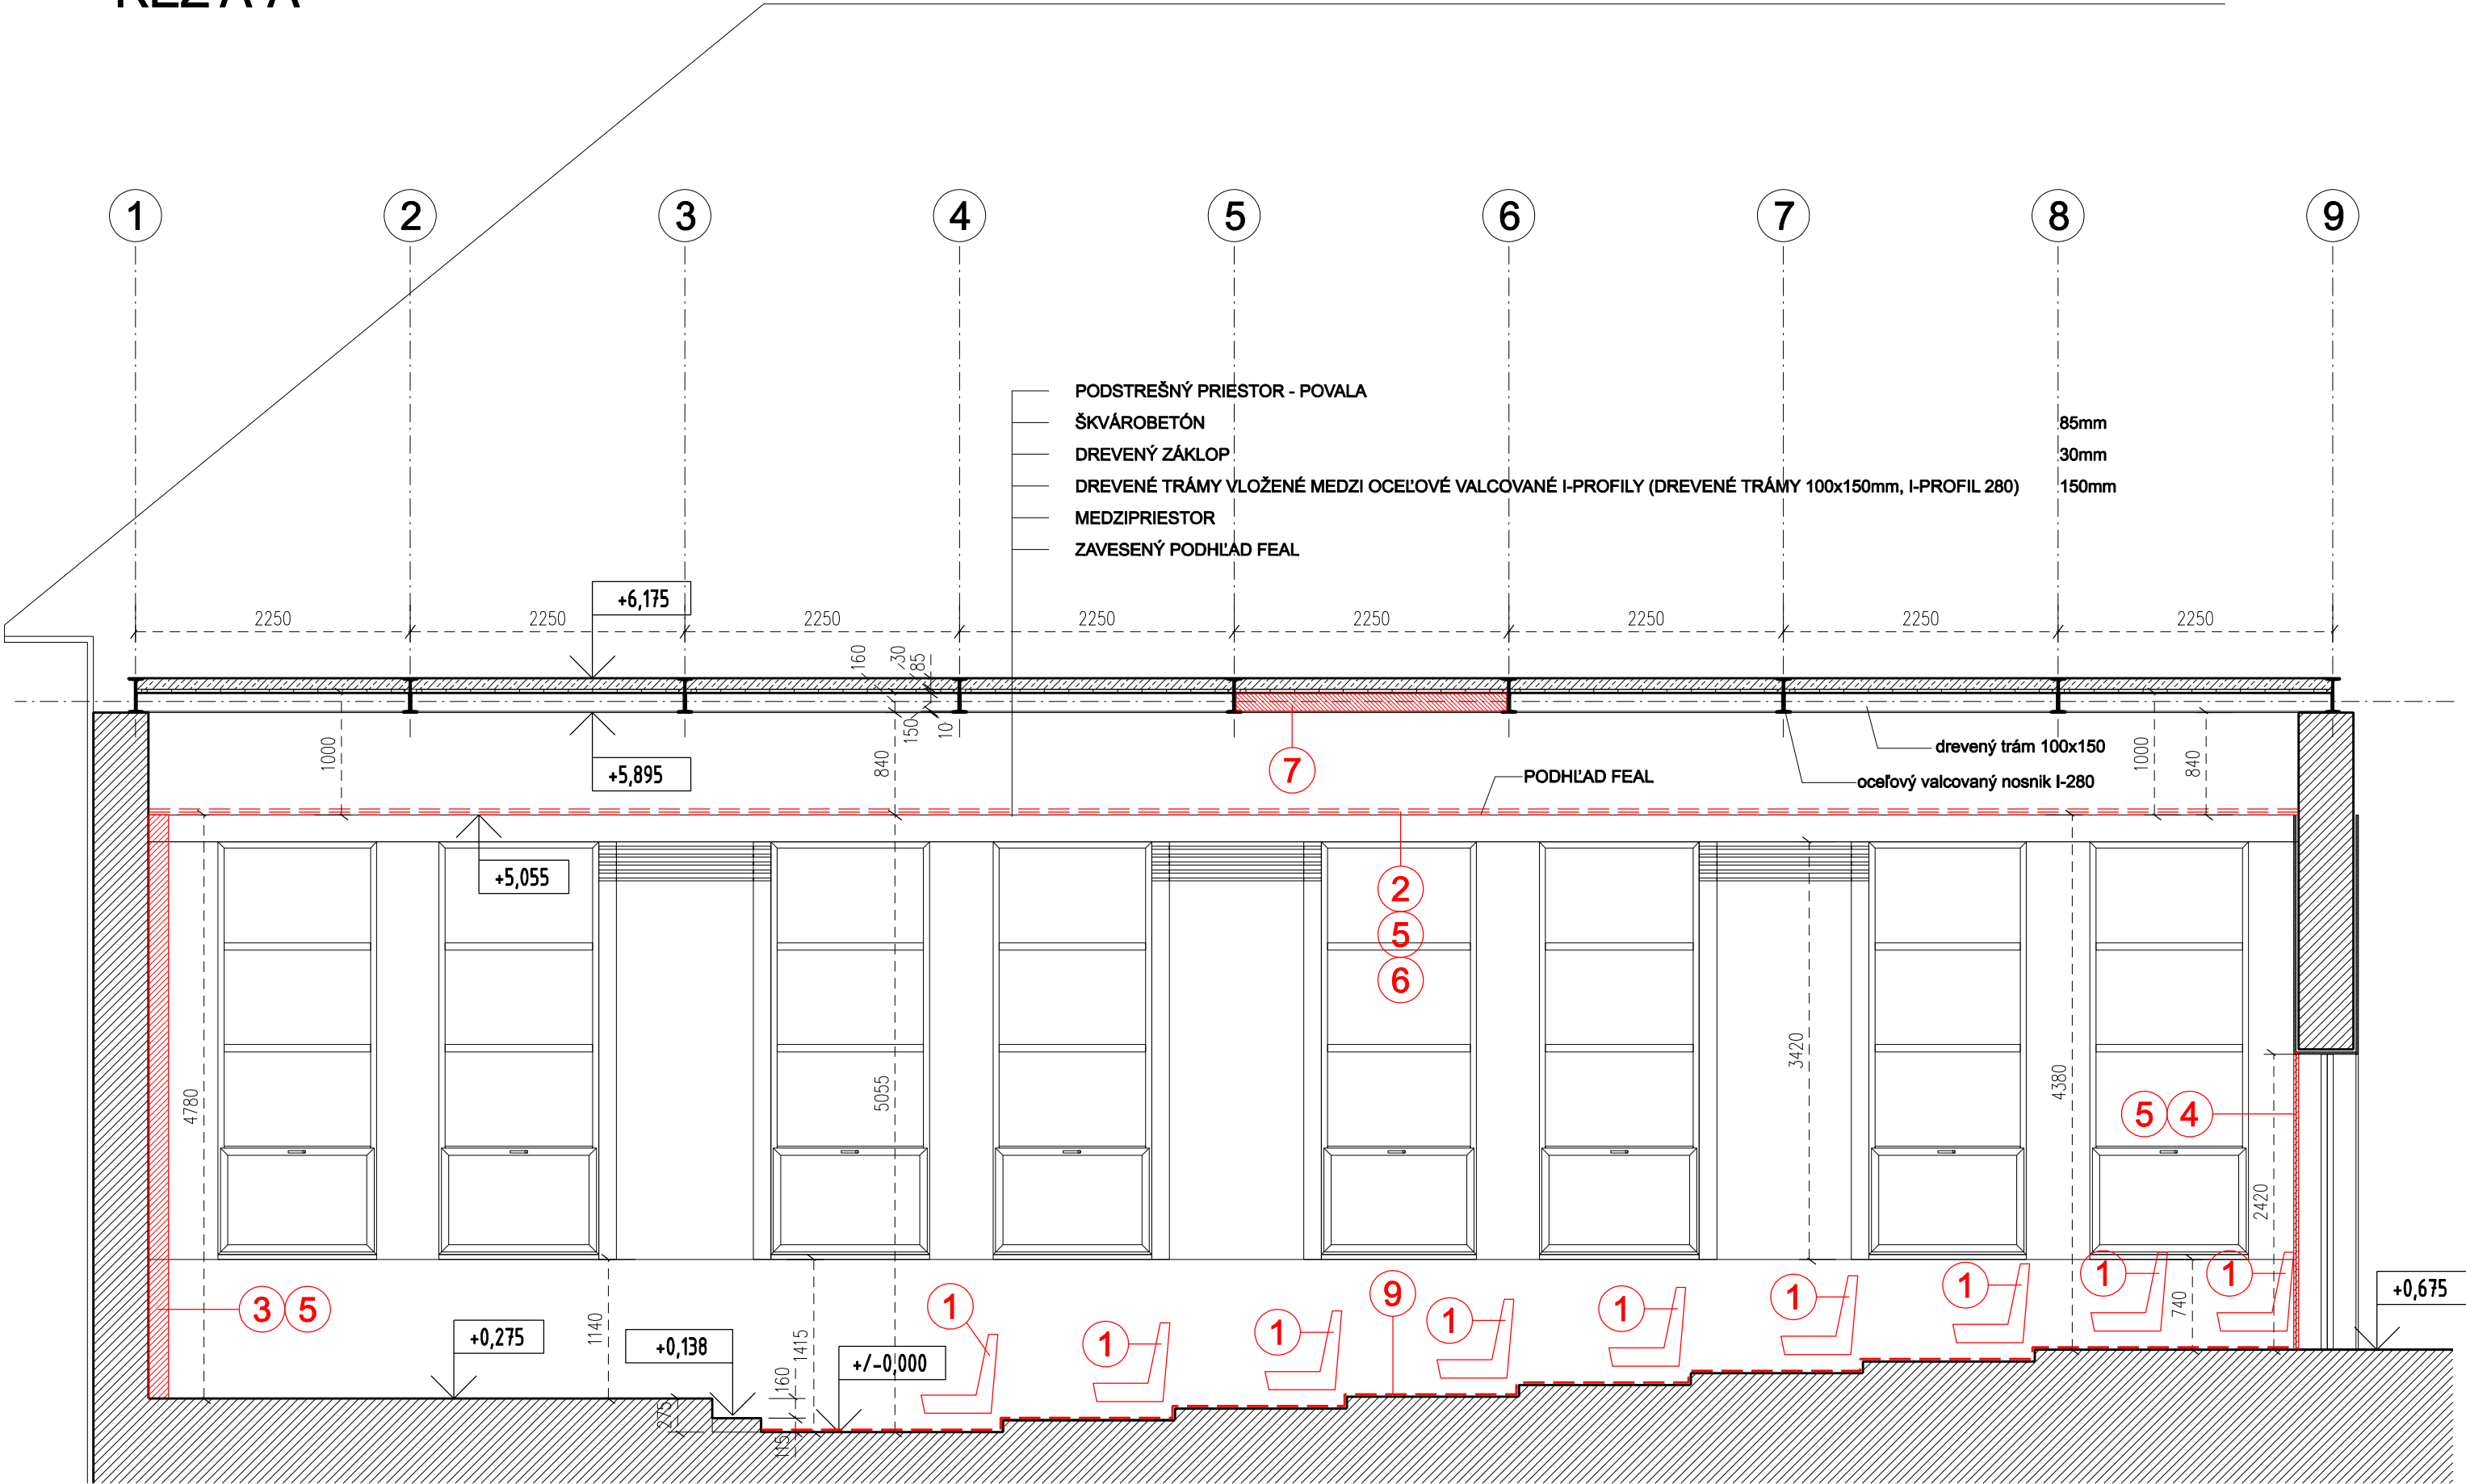 REZ A-A
1 2 3 4 5 6 7 8 9
PODSTREŠNÝ PRIESTOR - POVALA
ŠKVÁROBETÓN 85mm
DREVENÝ ZÁKLOP 30mm
DREVENÉ TRÁMY VLOŽENÉ MEDZI OCEĽOVÉ VALCOVANÉ I-PROFILY (DREVENÉ TRÁMY 100x150mm, I-PROFIL 280) 150mm
MEDZIPRIESTOR
ZAVESENÝ PODHĽAD FEAL
+6,175
2250 2250 2250 2250 2250 2250 2250 2250
160 30 85
150 10
1000
840
+5,895
7
drevený trám 100x150
PODHĽAD FEAL
oceľový valcovaný nosnik I-280
1000
840
+5,055
2
5
6
4780
5055
3420
4380
5 4
2420
3 5
+0,275
1140
+0,138
1415
160
275
115
+/-0,000
1 1 1 9 1 1 1 1 1 1
740
+0,675